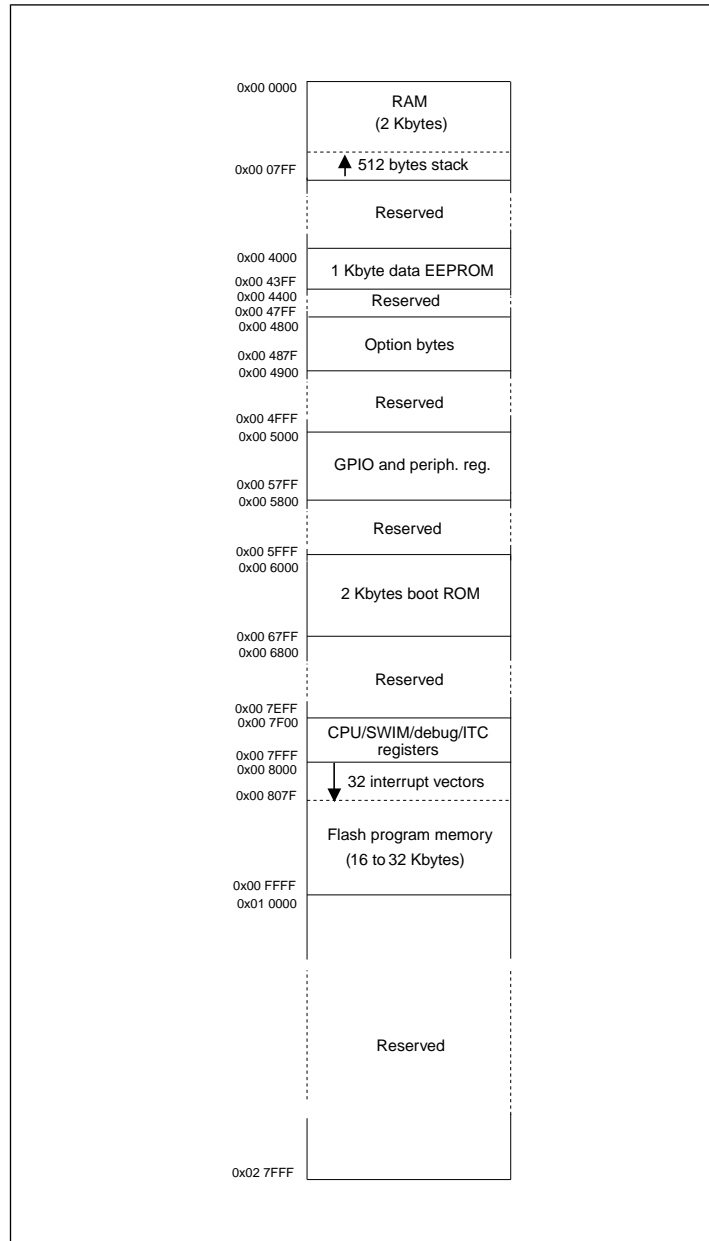 0x00 0000
RAM
(2 Kbytes)
512 bytes stack
0x00 07FF
Reserved
0x00 4000
1 Kbyte data EEPROM
0x00 43FF
0x00 4400
Reserved
0x00 47FF
0x00 4800
Option bytes
0x00 487F
0x00 4900
Reserved
0x00 4FFF
0x00 5000
GPIO and periph. reg.
0x00 57FF
0x00 5800
Reserved
0x00 5FFF
0x00 6000
2 Kbytes boot ROM
0x00 67FF
0x00 6800
Reserved
0x00 7EFF
0x00 7F00
CPU/SWIM/debug/ITC
registers
0x00 7FFF
0x00 8000
32 interrupt vectors
0x00 807F
Flash program memory
(16 to 32 Kbytes)
0x00 FFFF
0x01 0000
Reserved
0x02 7FFF